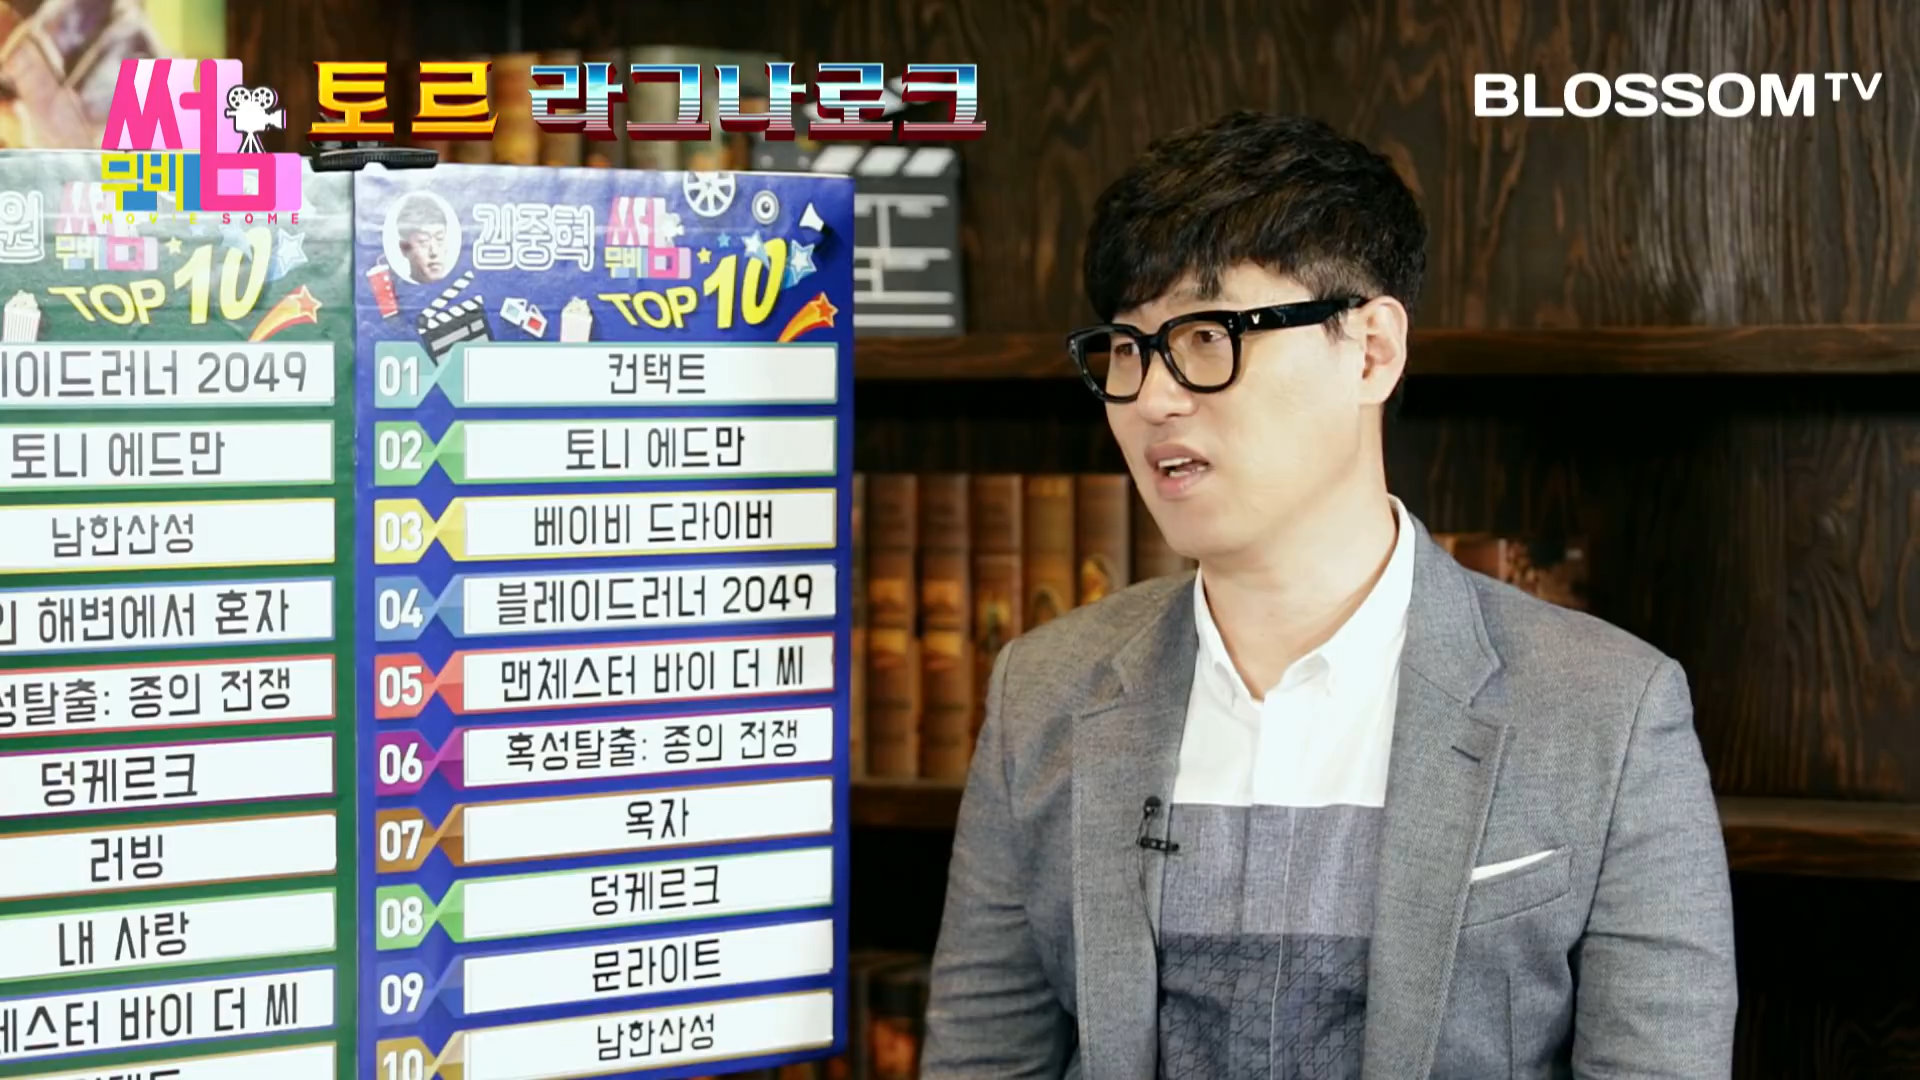 썸
무비
MOVIE SOME
토르 라그나로크
BLOSSOM TV
원 썸무비
TOP 10
이드러너 2049
토니 에드만
남한산성
해변에서 혼자
탈출: 종의 전쟁
덩케르크
러빙
내 사랑
스터 바이 더 씨
김중혁 썸무비
TOP 10
01 컨택트
02 토니 에드만
03 베이비 드라이버
04 블레이드러너 2049
05 맨체스터 바이 더 씨
06 혹성탈출: 종의 전쟁
07 옥자
08 덩케르크
09 문라이트
10 남한산성